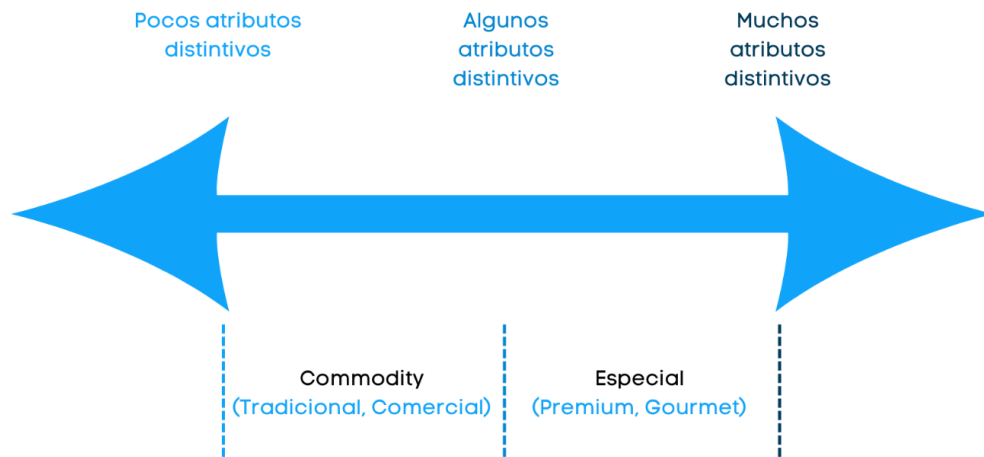 Pocos atributos
distintivos
Algunos
atributos
distintivos
Muchos
atributos
distintivos
Commodity
(Tradicional, Comercial)
Especial
(Premium, Gourmet)